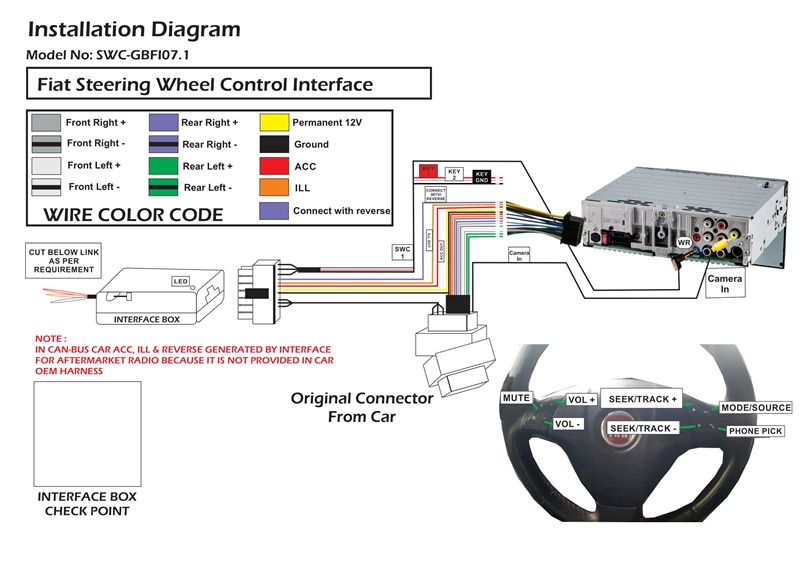 Installation Diagram
Model No: SWC-GBFI07.1
Fiat Steering Wheel Control Interface
Front Right +
Rear Right +
Permanent 12V
Front Right -
Rear Right -
Ground
Front Left +
Rear Left +
ACC
Front Left -
Rear Left -
ILL
WIRE COLOR CODE
Connect with reverse
KEY
1
KEY
2
KEY
GND
CONNECT
WITH
REVERSE
SWC
1
ACC OUT
Camera
In
WR
Camera
In
CUT BELOW LINK
AS PER
REQUIREMENT
LED
INTERFACE BOX
NOTE :
IN CAN-BUS CAR ACC, ILL & REVERSE GENERATED BY INTERFACE
FOR AFTERMARKET RADIO BECAUSE IT IS NOT PROVIDED IN CAR
OEM HARNESS
Original Connector
From Car
INTERFACE BOX
CHECK POINT
MUTE
VOL +
SEEK/TRACK +
MODE/SOURCE
VOL -
SEEK/TRACK -
PHONE PICK